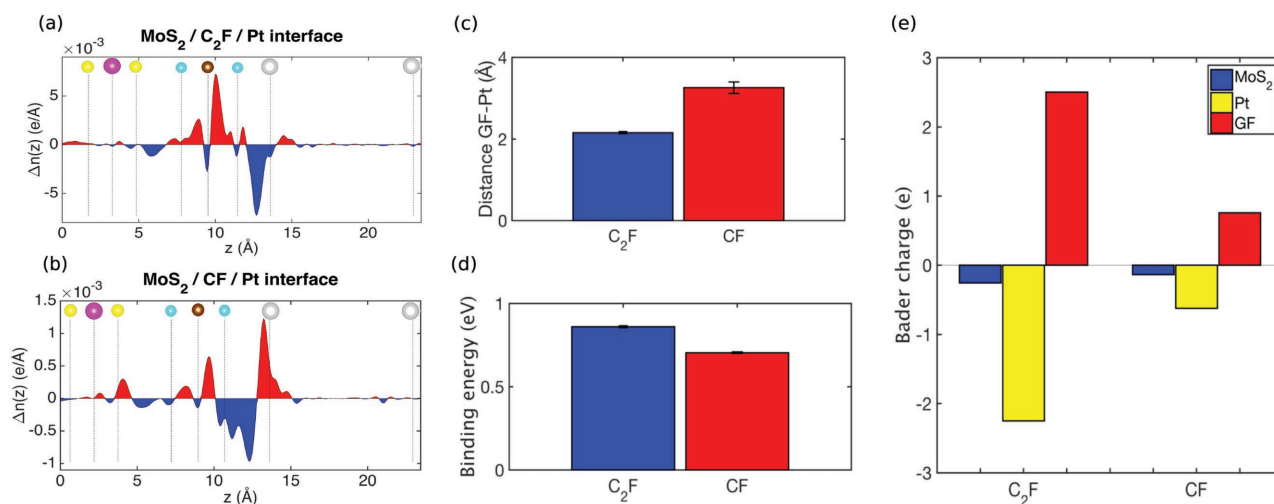 (a)
MoS₂ / C₂F / Pt interface
×10⁻³
5
0
-5
Δn(z) (e/A)
0
5
10
15
20
z (Å)
(b)
MoS₂ / CF / Pt interface
×10⁻³
1.5
1
0.5
0
-0.5
-1
Δn(z) (e/A)
0
5
10
15
20
z (Å)
(c)
4
2
0
Distance GF-Pt (Å)
C₂F
CF
(d)
1
0.5
0
Binding energy (eV)
C₂F
CF
(e)
3
2
1
0
-1
-2
-3
Bader charge (e)
MoS₂
Pt
GF
C₂F
CF